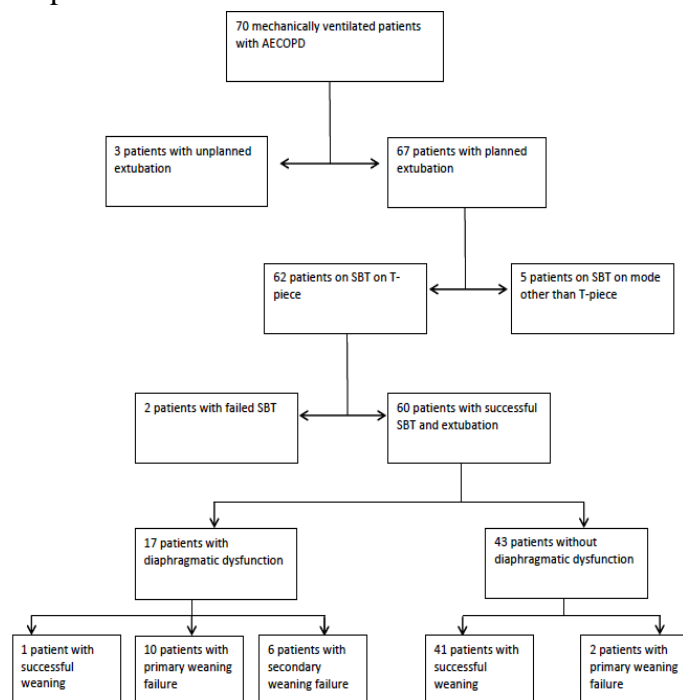 70 mechanically ventilated patients
with AECOPD
3 patients with unplanned
extubation
67 patients with planned
extubation
62 patients on SBT on T-
piece
5 patients on SBT on mode
other than T-piece
2 patients with failed SBT
60 patients with successful
SBT and extubation
17 patients with
diaphragmatic dysfunction
43 patients without
diaphragmatic dysfunction
1 patient with
successful
weaning
10 patients with
primary weaning
failure
6 patients with
secondary
weaning failure
41 patients with
successful
weaning
2 patients with
primary weaning
failure